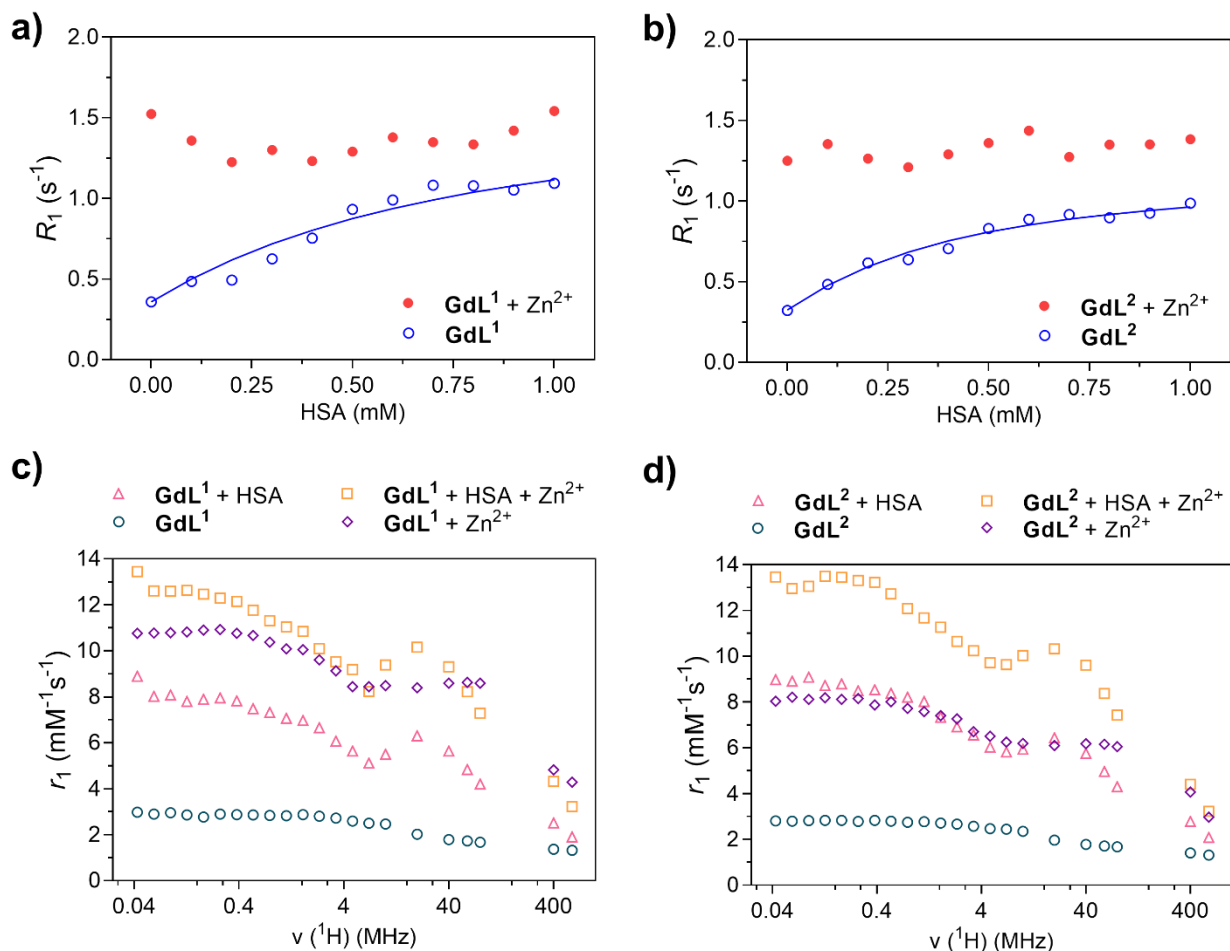 a)
2.0
1.5
1.0
0.5
0.0
R₁ (s⁻¹)
GdL¹ + Zn²⁺
GdL¹
0.00 0.25 0.50 0.75 1.00
HSA (mM)
b)
2.0
1.5
1.0
0.5
0.0
R₁ (s⁻¹)
GdL² + Zn²⁺
GdL²
0.00 0.25 0.50 0.75 1.00
HSA (mM)
c)
GdL¹ + HSA GdL¹ + HSA + Zn²⁺
GdL¹ GdL¹ + Zn²⁺
14
12
10
8
6
4
2
0
r₁ (mM⁻¹s⁻¹)
0.04 0.4 4 40 400
v (¹H) (MHz)
d)
GdL² + HSA GdL² + HSA + Zn²⁺
GdL² GdL² + Zn²⁺
14
12
10
8
6
4
2
0
r₁ (mM⁻¹s⁻¹)
0.04 0.4 4 40 400
v (¹H) (MHz)